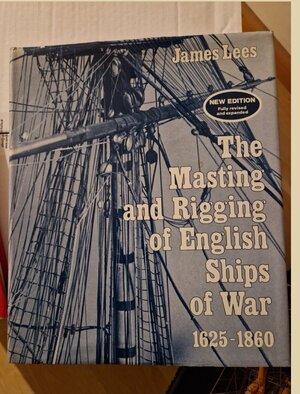 James Lees
NEW EDITION
Fully revised
and expanded
The
Masting
and Rigging
of English
Ships
of War
1625-1860